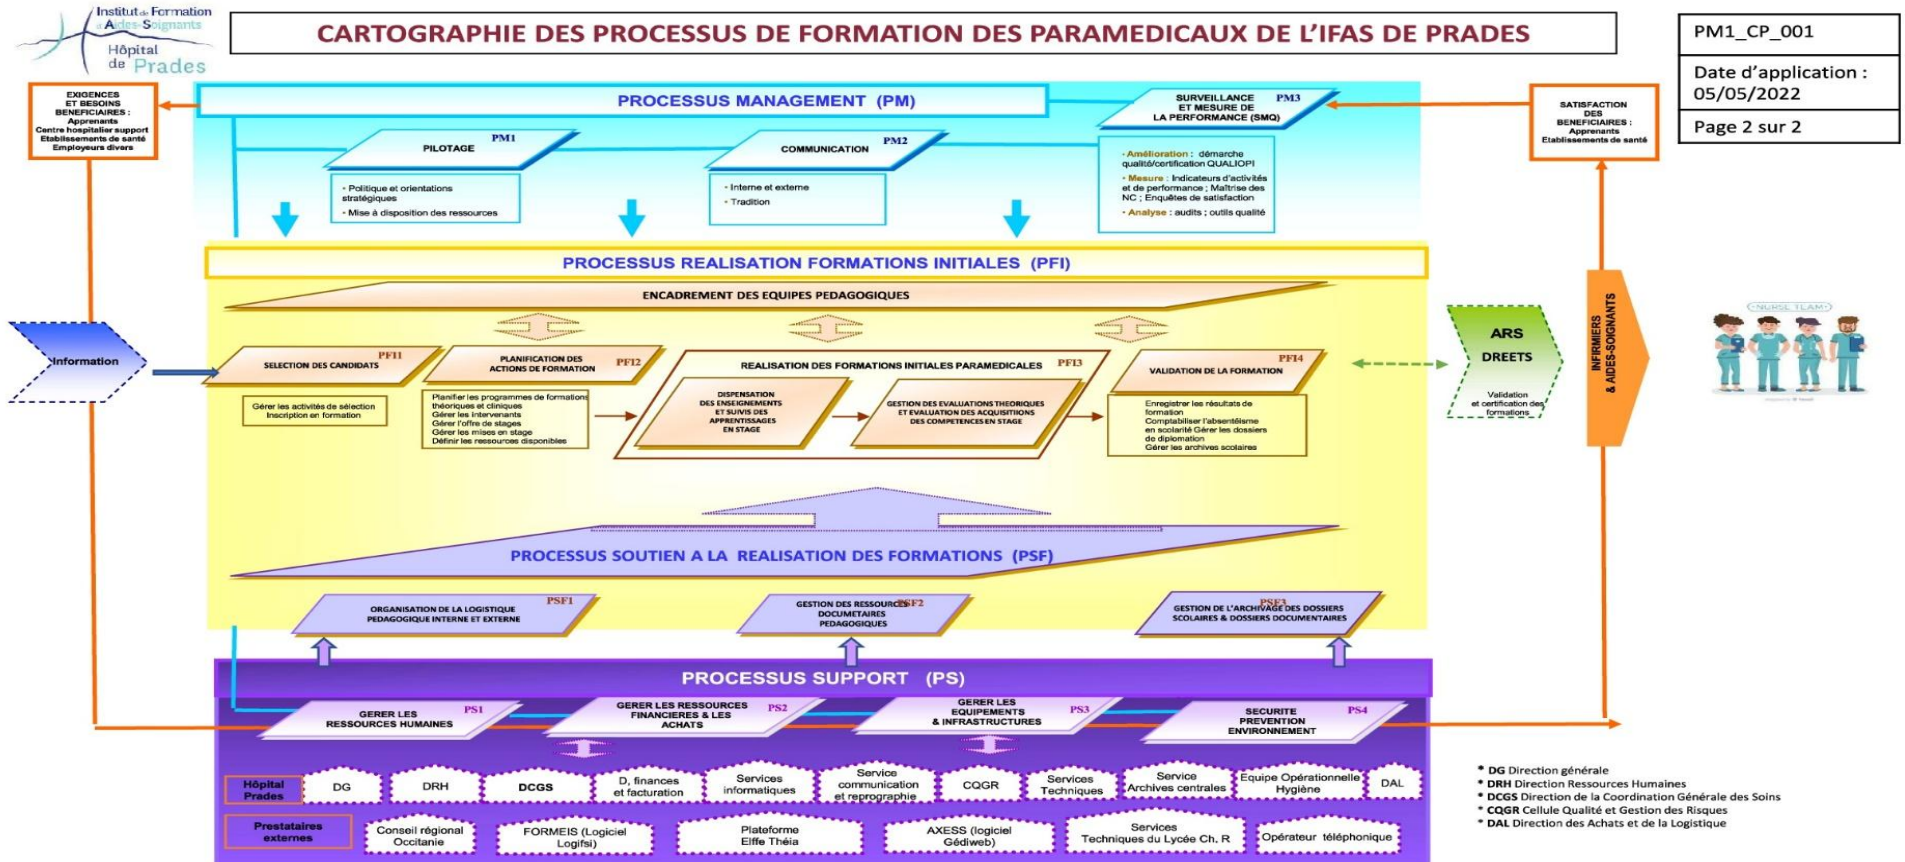 Institut de Formation
d'Aides-Soignants
Hôpital
de Prades
CARTOGRAPHIE DES PROCESSUS DE FORMATION DES PARAMEDICAUX DE L'IFAS DE PRADES
PM1_CP_001
Date d'application :
05/05/2022
Page 2 sur 2
EXIGENCES
ET BESOINS
BENEFICIAIRES :
Apprenants
Centre hospitalier support
Etablissements de santé
Employeurs divers
PROCESSUS MANAGEMENT (PM)
SURVEILLANCE
ET MESURE DE
LA PERFORMANCE (SMQ)
PM3
SATISFACTION
DES
BENEFICIAIRES :
Apprenants
Etablissements de santé
PILOTAGE
PM1
COMMUNICATION
PM2
• Politique et orientations
stratégiques
• Mise à disposition des ressources
• Interne et externe
• Tradition
• Amélioration : démarche
qualité/certification QUALIOPI
• Mesure : Indicateurs d'activités
et de performance ; Maîtrise des
NC ; Enquêtes de satisfaction
• Analyse : audits ; outils qualité
PROCESSUS REALISATION FORMATIONS INITIALES (PFI)
ENCADREMENT DES EQUIPES PEDAGOGIQUES
Information
SELECTION DES CANDIDATS
PFI1
Gérer les activités de sélection
Inscription en formation
PLANIFICATION DES
ACTIONS DE FORMATION
PFI2
Planifier les programmes de formations
théoriques et cliniques
Gérer les intervenants
Gérer l'offre de stages
Gérer les mises en stage
Définir les ressources disponibles
REALISATION DES FORMATIONS INITIALES PARAMEDICALES
PFI3
DISPENSATION
DES ENSEIGNEMENTS
ET SUIVIS DES
APPRENTISSAGES
EN STAGE
GESTION DES EVALUATIONS THEORIQUES
ET EVALUATION DES ACQUISITIONS
DES COMPETENCES EN STAGE
VALIDATION DE LA FORMATION
PFI4
Enregistrer les résultats de
formation
Comptabiliser l'absentéisme
en scolarité Gérer les dossiers
de diplomation
Gérer les archives scolaires
ARS
DREETS
Validation
et certification des
formations
INFIRMIERS
& AIDES-SOIGNANTS
NURSE TEAM
PROCESSUS SOUTIEN A LA REALISATION DES FORMATIONS (PSF)
ORGANISATION DE LA LOGISTIQUE
PEDAGOGIQUE INTERNE ET EXTERNE
PSF1
GESTION DES RESSOURCES
DOCUMETAIRES
PEDAGOGIQUES
PSF2
GESTION DE L'ARCHIVAGE DES DOSSIERS
SCOLAIRES & DOSSIERS DOCUMENTAIRES
PSF3
PROCESSUS SUPPORT (PS)
GERER LES
RESSOURCES HUMAINES
PS1
GERER LES RESSOURCES
FINANCIERES & LES
ACHATS
PS2
GERER LES
EQUIPEMENTS
& INFRASTRUCTURES
PS3
SECURITE
PREVENTION
ENVIRONNEMENT
PS4
Hôpital
Prades
DG
DRH
DCGS
D, finances
et facturation
Services
informatiques
Service
communication
et reprographie
CQGR
Services
Techniques
Service
Archives centrales
Equipe Opérationnelle
Hygiène
DAL
Prestataires
externes
Conseil régional
Occitanie
FORMEIS (Logiciel
Logifsi)
Plateforme
Elffe Théia
AXESS (logiciel
Gédiweb)
Services
Techniques du Lycée Ch. R
Opérateur téléphonique
* DG Direction générale
* DRH Direction Ressources Humaines
* DCGS Direction de la Coordination Générale des Soins
* CQGR Cellule Qualité et Gestion des Risques
* DAL Direction des Achats et de la Logistique